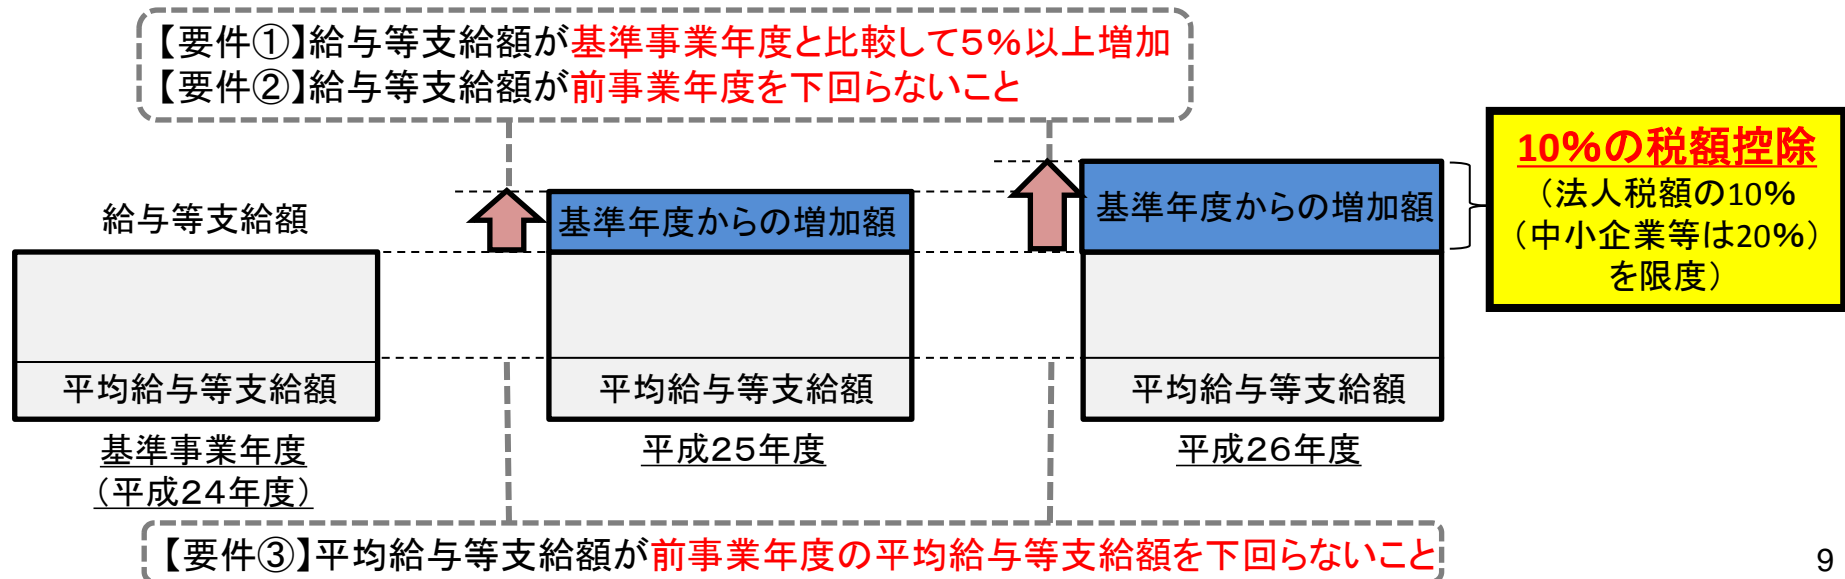 【要件①】給与等支給額が基準事業年度と比較して5%以上増加
【要件②】給与等支給額が前事業年度を下回らないこと
10%の税額控除
（法人税額の10%
（中小企業等は20%）
を限度）
給与等支給額
基準年度からの増加額
基準年度からの増加額
平均給与等支給額
平均給与等支給額
平均給与等支給額
基準事業年度
（平成24年度）
平成25年度
平成26年度
【要件③】平均給与等支給額が前事業年度の平均給与等支給額を下回らないこと
9